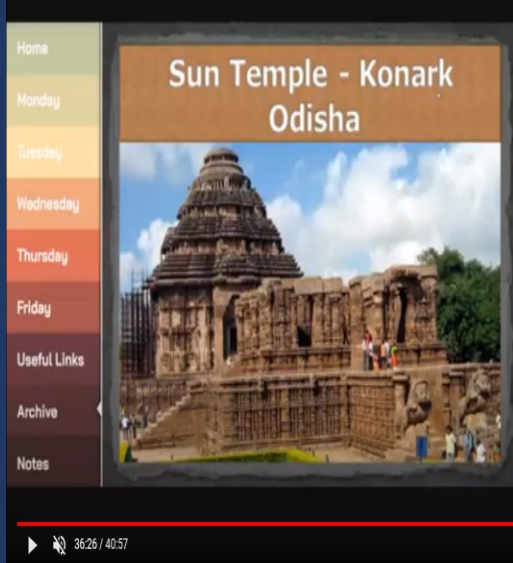 Home
Monday
Tuesday
Wednesday
Thursday
Friday
Useful Links
Archive
Notes
Sun Temple - Konark
Odisha
36:26 / 40:57